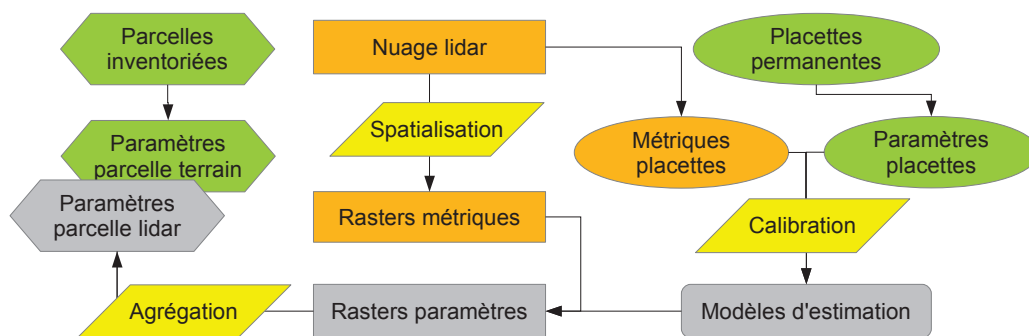 Parcelles
inventoriées
Nuage lidar
Placettes
permanentes
Spatialisation
Paramètres
parcelle terrain
Métriques
placettes
Paramètres
placettes
Paramètres
parcelle lidar
Rasters métriques
Calibration
Agrégation
Rasters paramètres
Modèles d'estimation